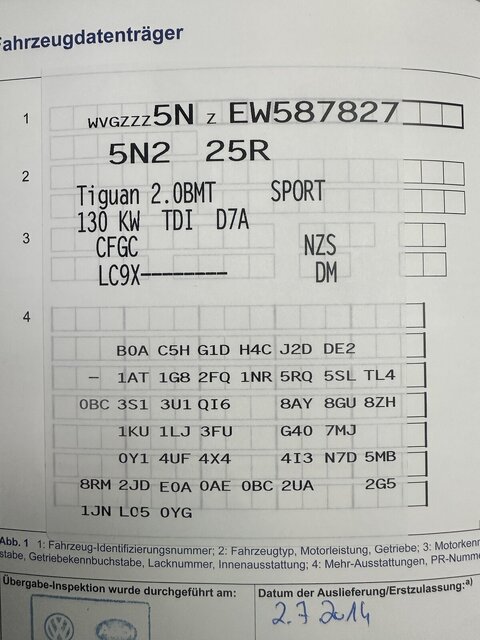 Fahrzeugdatenträger
1 WVGZZZ5N Z EW587827
5N2 25R
2
Tiguan 2.0BMT SPORT
130 KW TDI D7A
3
CFGC NZS
LC9X-------- DM
4
B0A C5H G1D H4C J2D DE2
- 1AT 1G8 2FQ 1NR 5RQ 5SL TL4
0BC 3S1 3U1 QI6 8AY 8GU 8ZH
1KU 1LJ 3FU G40 7MJ
0Y1 4UF 4X4 4I3 N7D 5MB
8RM 2JD E0A 0AE 0BC 2UA 2G5
1JN L05 0YG
Abb. 1 1: Fahrzeug-Identifizierungsnummer; 2: Fahrzeugtyp, Motorleistung, Getriebe; 3: Motorkenn
stabe, Getriebekennbuchstabe, Lacknummer, Innenausstattung; 4: Mehr-Ausstattungen, PR-Numme
Übergabe-Inspektion wurde durchgeführt am:
Datum der Auslieferung/Erstzulassung:a)
2.7 2014